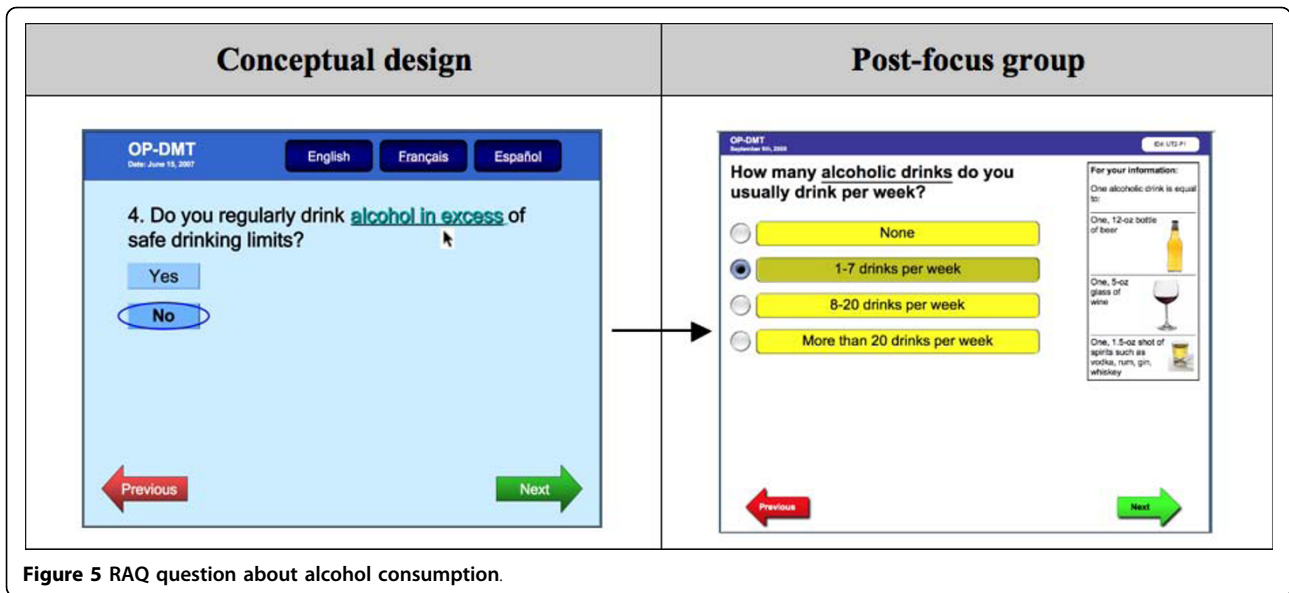 Conceptual design
Post-focus group
OP-DMT
Date: June 15, 2007
English
Français
Español
4. Do you regularly drink alcohol in excess of
safe drinking limits?
Yes
No
Previous
Next
OP-DMT
How many alcoholic drinks do you
usually drink per week?
None
1-7 drinks per week
8-20 drinks per week
More than 20 drinks per week
For your information:
One alcoholic drink is equal
to:
One, 12-oz bottle
of beer
One, 5-oz
glass of
wine
One, 1.5-oz shot of
spirits such as
vodka, rum, gin,
whiskey
Previous
Next
Figure 5 RAQ question about alcohol consumption.